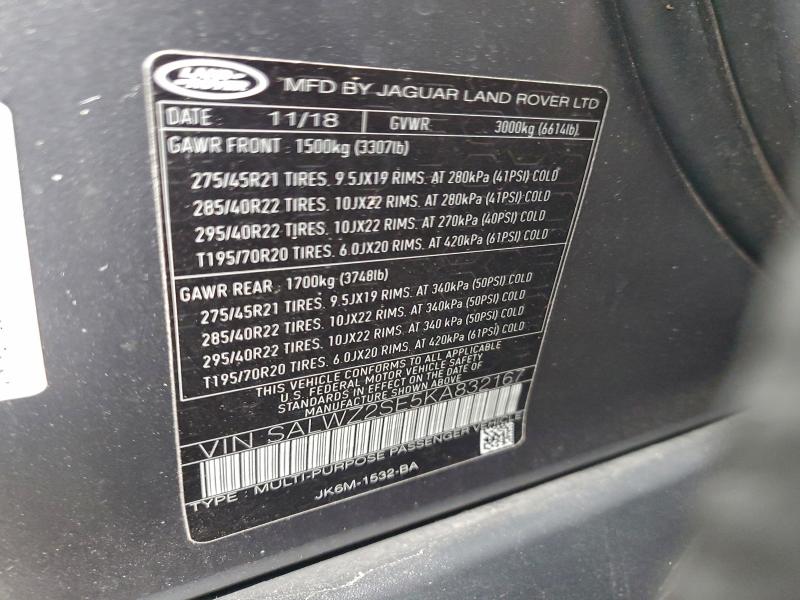 LAND ROVER
MFD BY JAGUAR LAND ROVER LTD
DATE : 11/18 GVWR: 3000kg (6614lb).
GAWR FRONT : 1500kg (3307lb)
275/45R21 TIRES. 9.5JX19 RIMS. AT 280kPa (41PSI) COLD
285/40R22 TIRES. 10JX22 RIMS. AT 280kPa (41PSI) COLD
295/40R22 TIRES. 10JX22 RIMS. AT 270kPa (40PSI) COLD
T195/70R20 TIRES. 6.0JX20 RIMS. AT 420kPa (61PSI) COLD
GAWR REAR : 1700kg (3748lb)
275/45R21 TIRES. 9.5JX19 RIMS. AT 340kPa (50PSI) COLD
285/40R22 TIRES. 10JX22 RIMS. AT 340kPa (50PSI) COLD
295/40R22 TIRES. 10JX22 RIMS. AT 340 kPa (50PSI) COLD
T195/70R20 TIRES. 6.0JX20 RIMS. AT 420kPa (61PSI) COLD
THIS VEHICLE CONFORMS TO ALL APPLICABLE
U.S. FEDERAL MOTOR VEHICLE SAFETY
STANDARDS IN EFFECT ON THE DATE OF
MANUFACTURE SHOWN ABOVE
VIN SALWZ2SE5KA832167
TYPE : MULTI-PURPOSE PASSENGER VEHICLE
JK6M-1532-BA